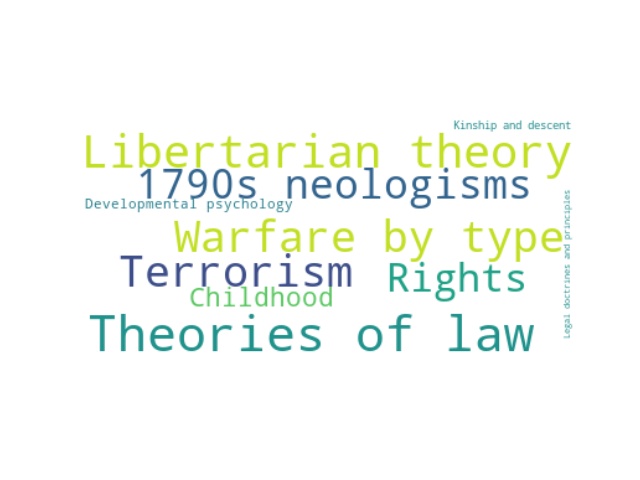 Kinship and descent
Libertarian theory
1790s neologisms
Developmental psychology
Warfare by type
Terrorism
Rights
Childhood
Theories of law
Legal doctrines and principles